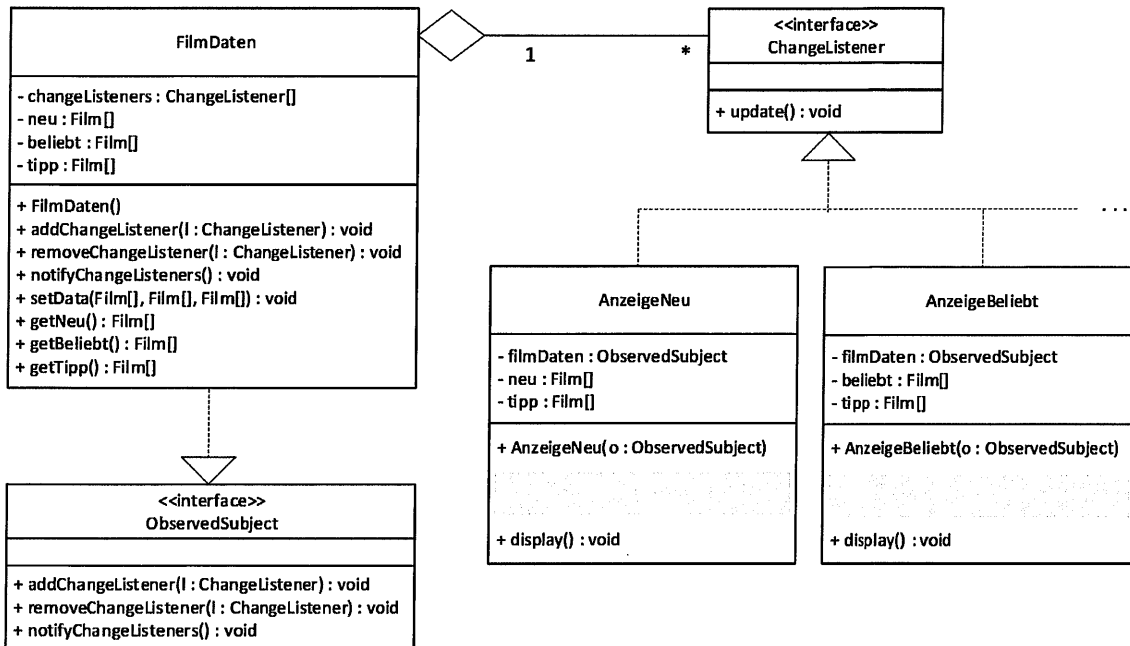 FilmDaten
- changeListeners : ChangeListener[]
- neu : Film[]
- beliebt : Film[]
- tipp : Film[]
+ FilmDaten()
+ addChangeListener(l : ChangeListener) : void
+ removeChangeListener(l : ChangeListener) : void
+ notifyChangeListeners() : void
+ setData(Film[], Film[], Film[]) : void
+ getNeu() : Film[]
+ getBeliebt() : Film[]
+ getTipp() : Film[]
1
*
<<interface>>
ChangeListener
+ update() : void
...
AnzeigeNeu
- filmDaten : ObservedSubject
- neu : Film[]
- tipp : Film[]
+ AnzeigeNeu(o : ObservedSubject)
+ display() : void
AnzeigeBeliebt
- filmDaten : ObservedSubject
- beliebt : Film[]
- tipp : Film[]
+ AnzeigeBeliebt(o : ObservedSubject)
+ display() : void
<<interface>>
ObservedSubject
+ addChangeListener(l : ChangeListener) : void
+ removeChangeListener(l : ChangeListener) : void
+ notifyChangeListeners() : void